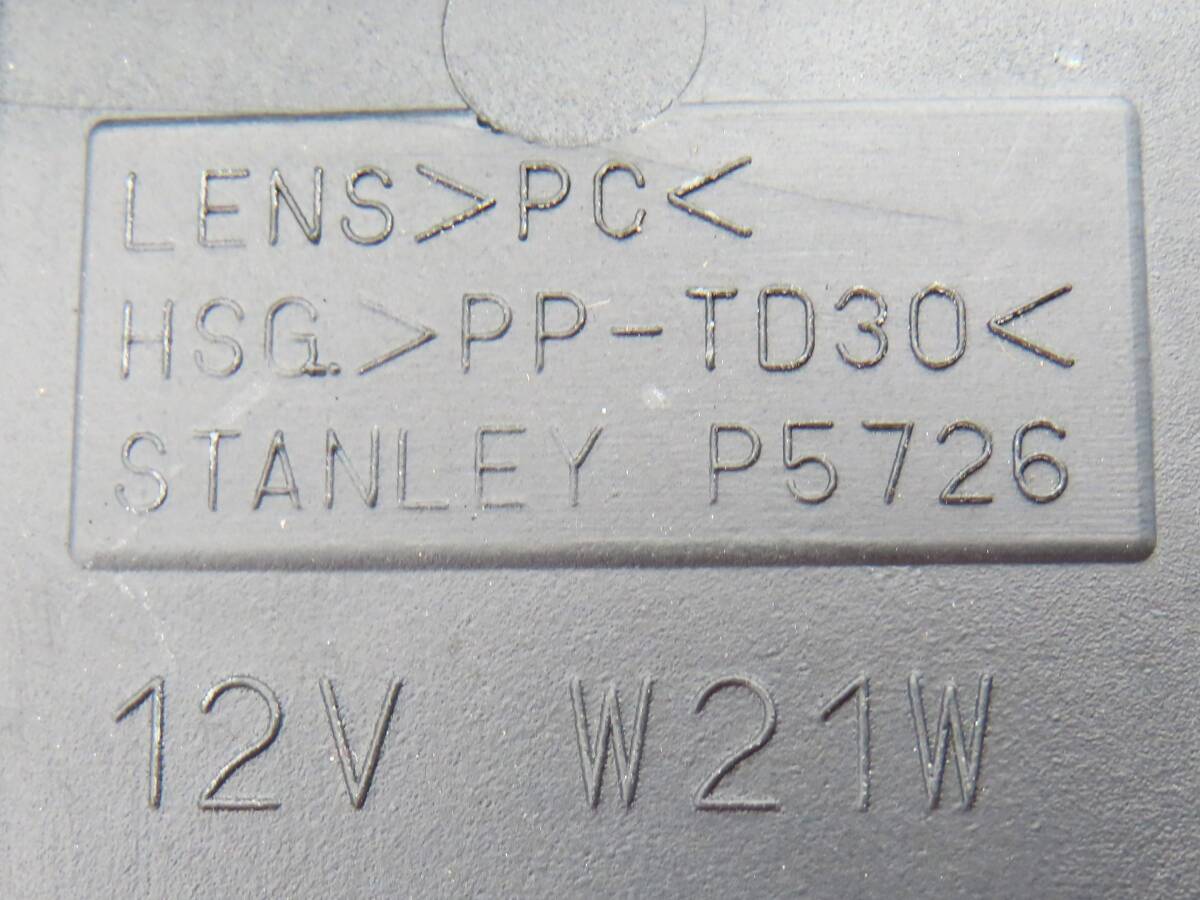 LENS>PC<
HSG.>PP-TD30<
STANLEY P5726
12V W21W